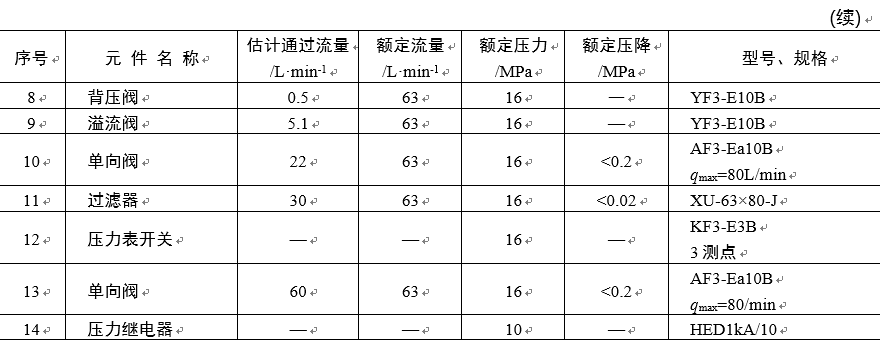 (续)
序号 元 件 名 称 估计通过流量 /L·min-1 额定流量 /L·min-1 额定压力 /MPa 额定压降 /MPa 型号、规格
8 背压阀 0.5 63 16 — YF3-E10B
9 溢流阀 5.1 63 16 — YF3-E10B
10 单向阀 22 63 16 <0.2 AF3-Ea10B
qmax=80L/min
11 过滤器 30 63 16 <0.02 XU-63×80-J
12 压力表开关 — — 16 — KF3-E3B
3 测点
13 单向阀 60 63 16 <0.2 AF3-Ea10B
qmax=80/min
14 压力继电器 — — 10 — HED1kA/10